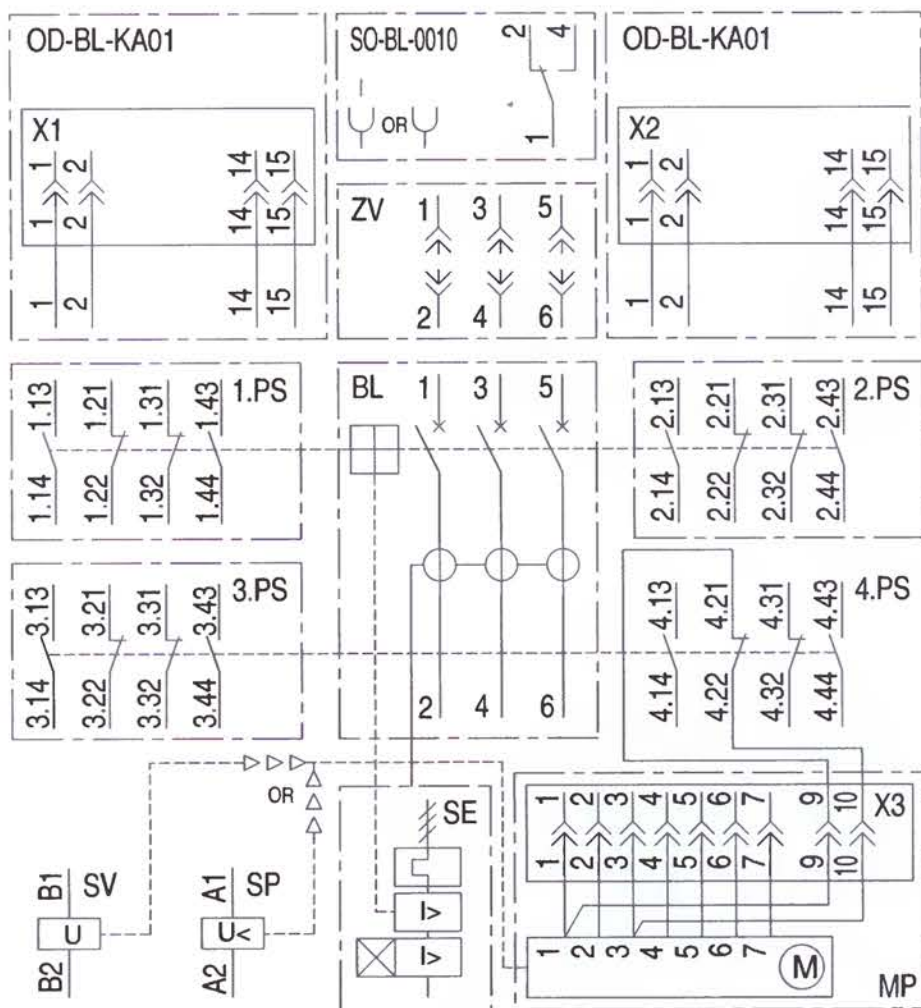 OD-BL-KA01
SO-BL-0010
2 4
OR
1
OD-BL-KA01
X1
1 2 14 15
1 2 14 15
1 2 14 15
ZV
1 3 5
2 4 6
X2
1 2 14 15
1 2 14 15
1 2 14 15
1.PS
1.13 1.21 1.31 1.43
1.14 1.22 1.32 1.44
BL
1 3 5
2 4 6
2.PS
2.13 2.21 2.31 2.43
2.14 2.22 2.32 2.44
3.PS
3.13 3.21 3.31 3.43
3.14 3.22 3.32 3.44
4.PS
4.13 4.21 4.31 4.43
4.14 4.22 4.32 4.44
OR
B1 SV
U
B2
A1 SP
U<
A2
SE
I>
I>
X3
1 2 3 4 5 6 7 9 10
1 2 3 4 5 6 7 9 10
1 2 3 4 5 6 7
M
MP